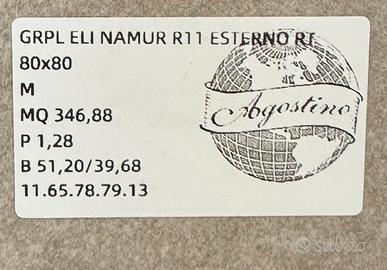 GRPL ELI NAMUR R11 ESTERNO RT
80x80
M
MQ 346,88
P 1,28
B 51,20/39,68
11.65.78.79.13
Agostino
subito